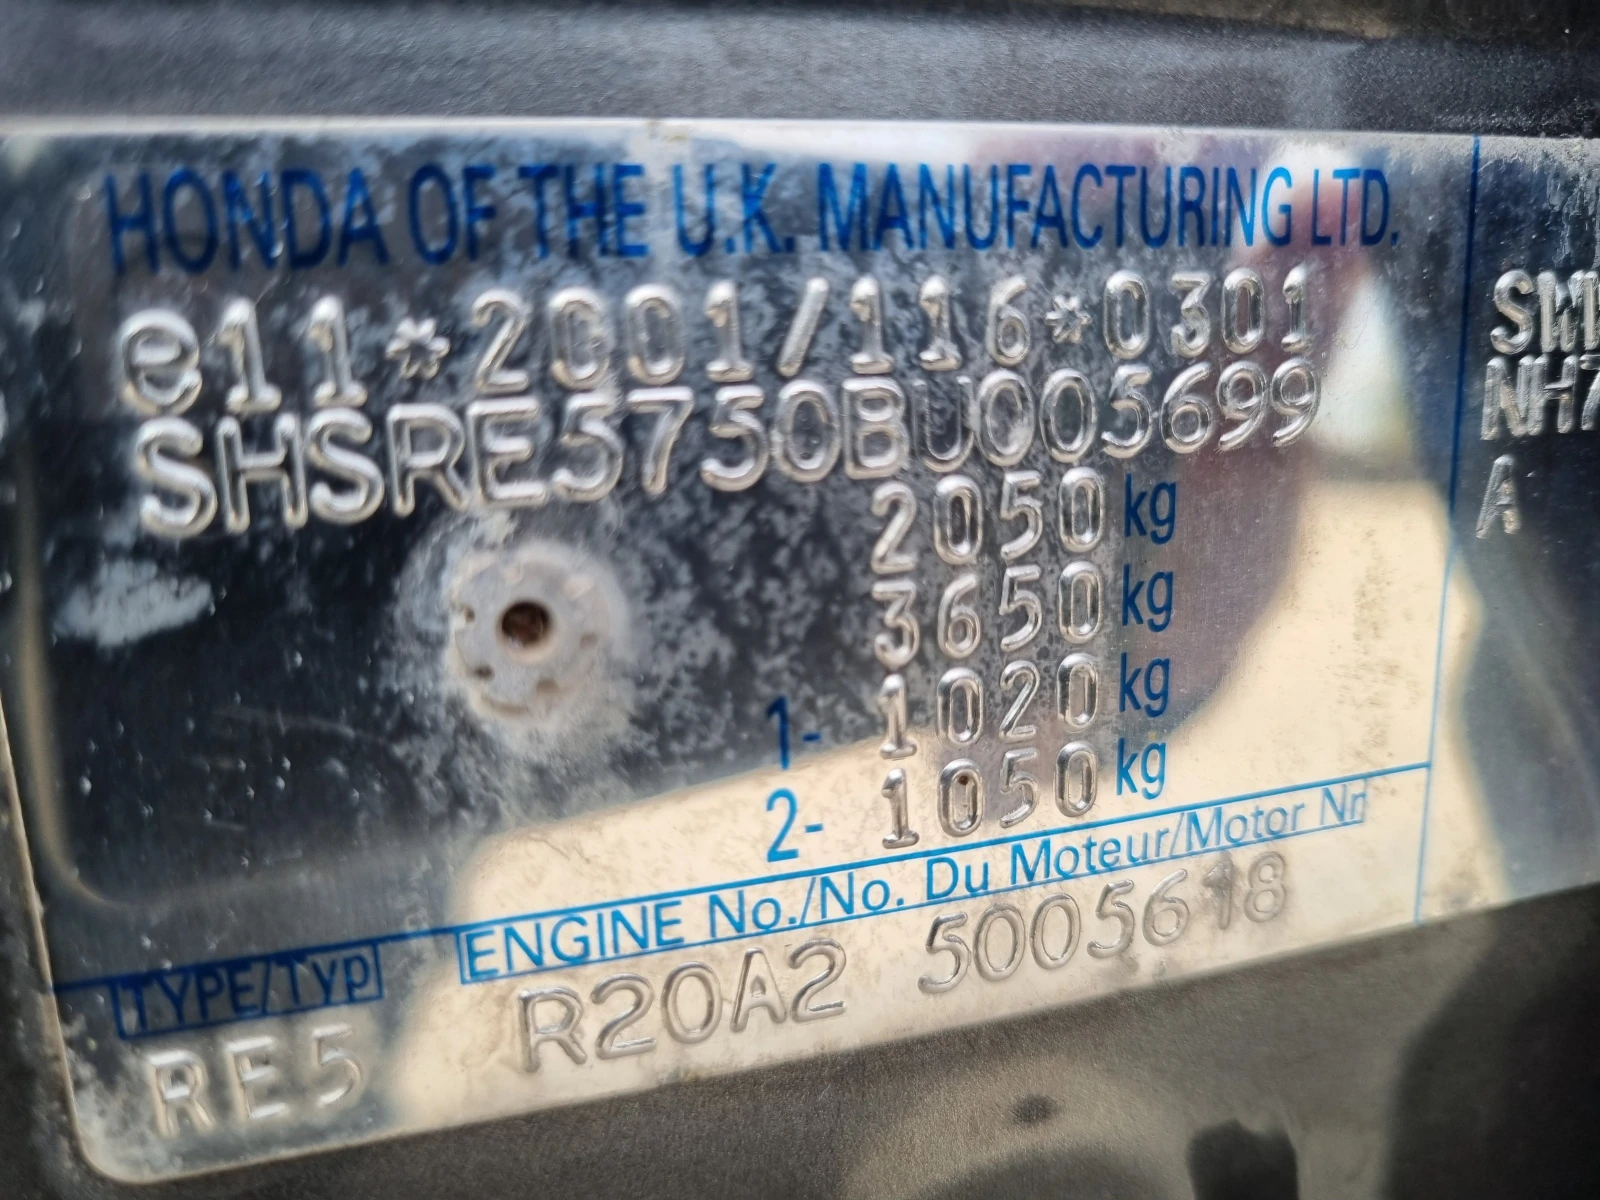 HONDA OF THE U.K. MANUFACTURING LTD.
e11*2001/116*0301
SHSRE5750BU005699
2050 kg
3650 kg
1- 1020 kg
2- 1050 kg
TYPE/TYP
ENGINE No./No. Du Moteur/Motor Nr
RE5
R20A2 5005618
NH7
A